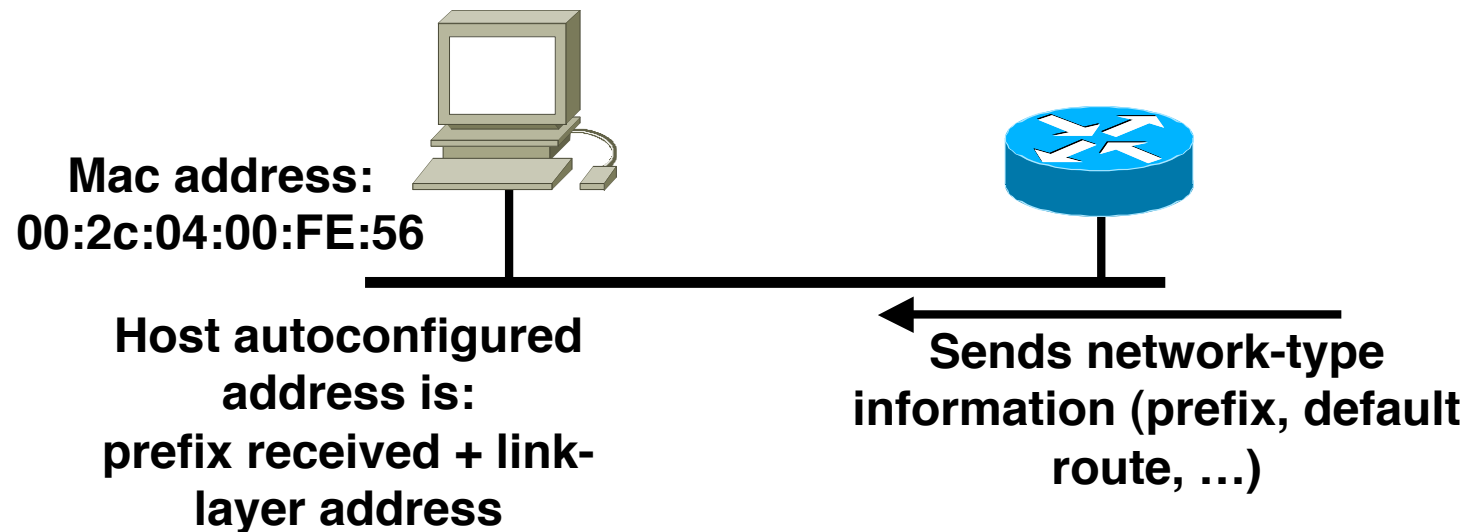 Mac address:
00:2c:04:00:FE:56
Host autoconfigured
address is:
prefix received + link-
layer address
Sends network-type
information (prefix, default
route, …)